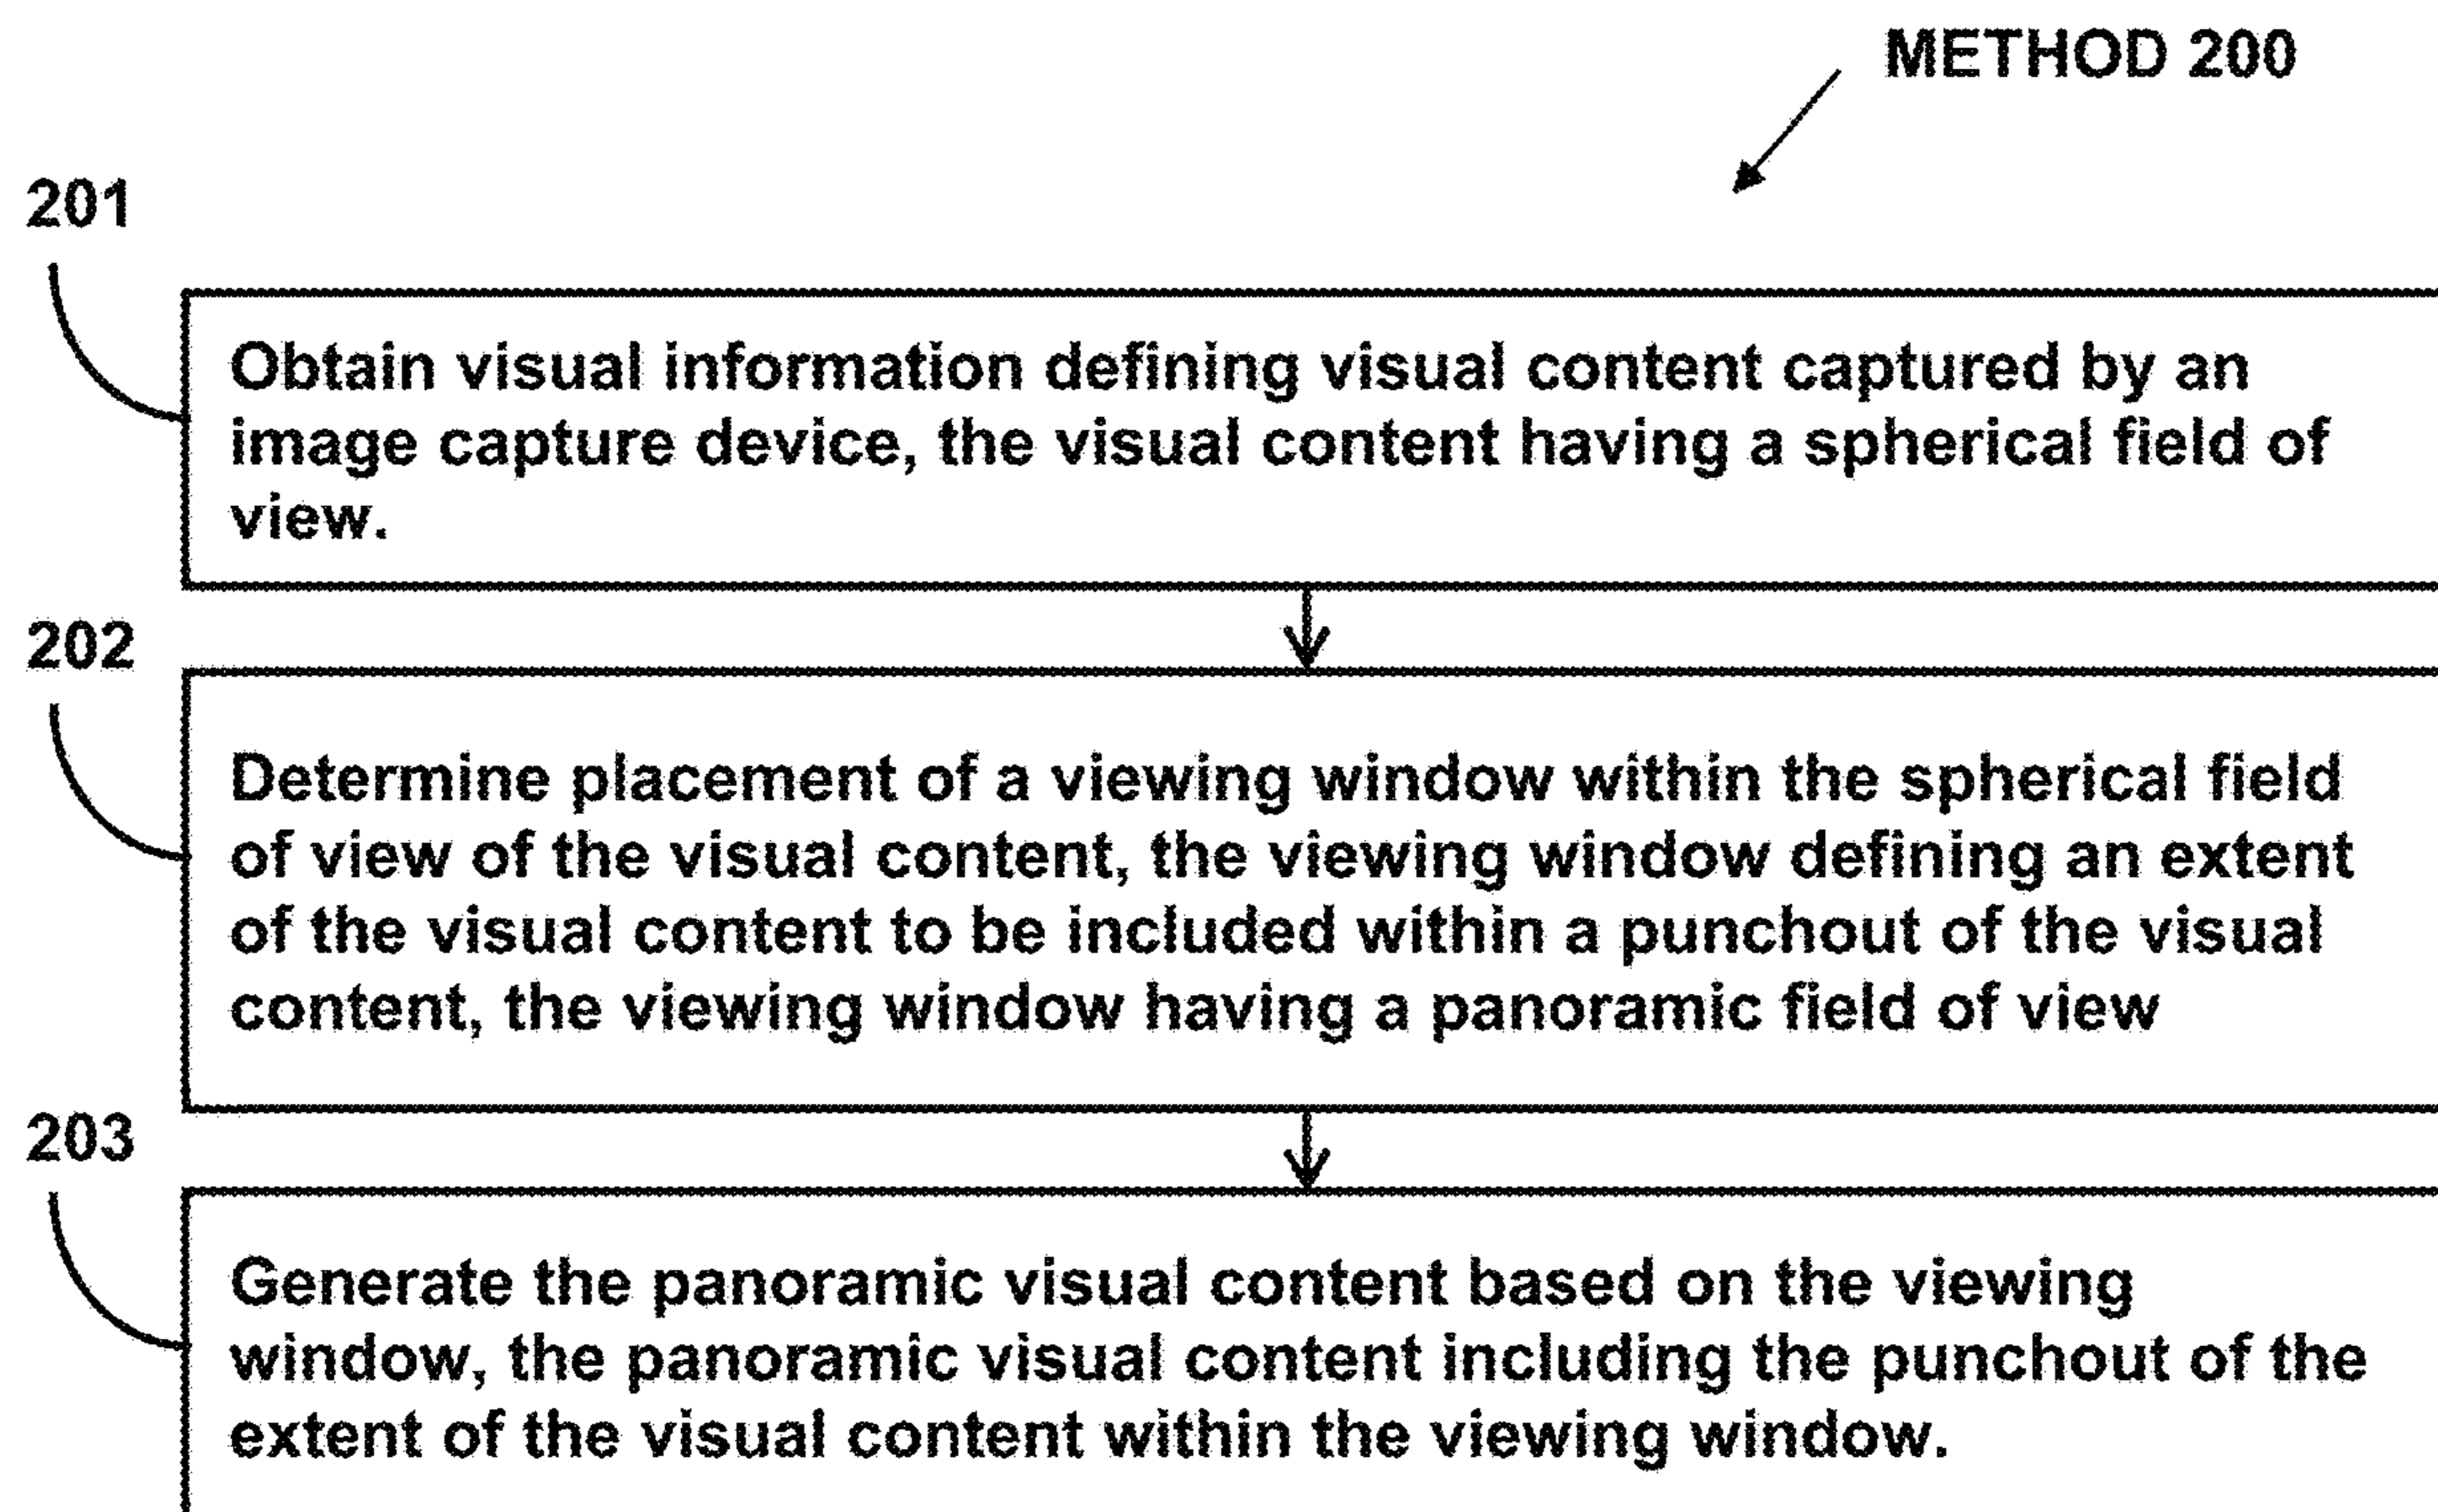 METHOD 200
201
Obtain visual information defining visual content captured by an
image capture device, the visual content having a spherical field of
view.
202
Determine placement of a viewing window within the spherical field
of view of the visual content, the viewing window defining an extent
of the visual content to be included within a punchout of the visual
content, the viewing window having a panoramic field of view
203
Generate the panoramic visual content based on the viewing
window, the panoramic visual content including the punchout of the
extent of the visual content within the viewing window.